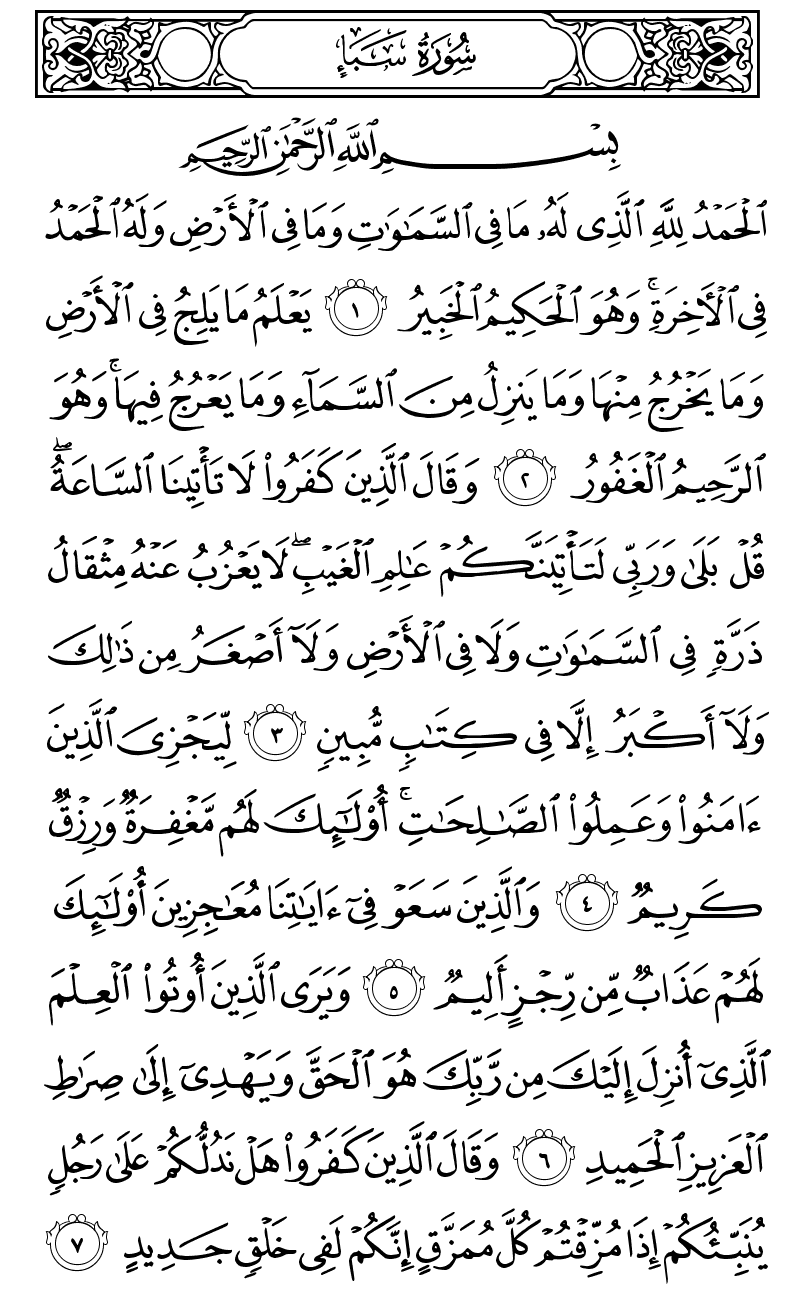 سُورَةُ سَبَإٍ
بِسْمِ ٱللَّهِ ٱلرَّحْمَٰنِ ٱلرَّحِيمِ
ٱلْحَمْدُ لِلَّهِ ٱلَّذِى لَهُۥ مَا فِى ٱلسَّمَٰوَٰتِ وَمَا فِى ٱلْأَرْضِ وَلَهُ ٱلْحَمْدُ
فِى ٱلْأَخِرَةِ ۚ وَهُوَ ٱلْحَكِيمُ ٱلْخَبِيرُ ١ يَعْلَمُ مَا يَلِجُ فِى ٱلْأَرْضِ
وَمَا يَخْرُجُ مِنْهَا وَمَا يَنزِلُ مِنَ ٱلسَّمَآءِ وَمَا يَعْرُجُ فِيهَا ۚ وَهُوَ
ٱلرَّحِيمُ ٱلْغَفُورُ ٢ وَقَالَ ٱلَّذِينَ كَفَرُوا۟ لَا تَأْتِينَا ٱلسَّاعَةُ ۖ
قُلْ بَلَىٰ وَرَبِّى لَتَأْتِيَنَّكُمْ عَٰلِمِ ٱلْغَيْبِ ۖ لَا يَعْزُبُ عَنْهُ مِثْقَالُ
ذَرَّةٍ فِى ٱلسَّمَٰوَٰتِ وَلَا فِى ٱلْأَرْضِ وَلَآ أَصْغَرُ مِن ذَٰلِكَ
وَلَآ أَكْبَرُ إِلَّا فِى كِتَٰبٍ مُّبِينٍ ٣ لِّيَجْزِىَ ٱلَّذِينَ
ءَامَنُوا۟ وَعَمِلُوا۟ ٱلصَّٰلِحَٰتِ ۚ أُو۟لَٰٓئِكَ لَهُم مَّغْفِرَةٌ وَرِزْقٌ
كَرِيمٌ ٤ وَٱلَّذِينَ سَعَوْ فِىٓ ءَايَٰتِنَا مُعَٰجِزِينَ أُو۟لَٰٓئِكَ
لَهُمْ عَذَابٌ مِّن رِّجْزٍ أَلِيمٌ ٥ وَيَرَى ٱلَّذِينَ أُوتُوا۟ ٱلْعِلْمَ
ٱلَّذِىٓ أُنزِلَ إِلَيْكَ مِن رَّبِّكَ هُوَ ٱلْحَقَّ وَيَهْدِىٓ إِلَىٰ صِرَٰطِ
ٱلْعَزِيزِ ٱلْحَمِيدِ ٦ وَقَالَ ٱلَّذِينَ كَفَرُوا۟ هَلْ نَدُلُّكُمْ عَلَىٰ رَجُلٍ
يُنَبِّئُكُمْ إِذَا مُزِّقْتُمْ كُلَّ مُمَزَّقٍ إِنَّكُمْ لَفِى خَلْقٍ جَدِيدٍ ٧